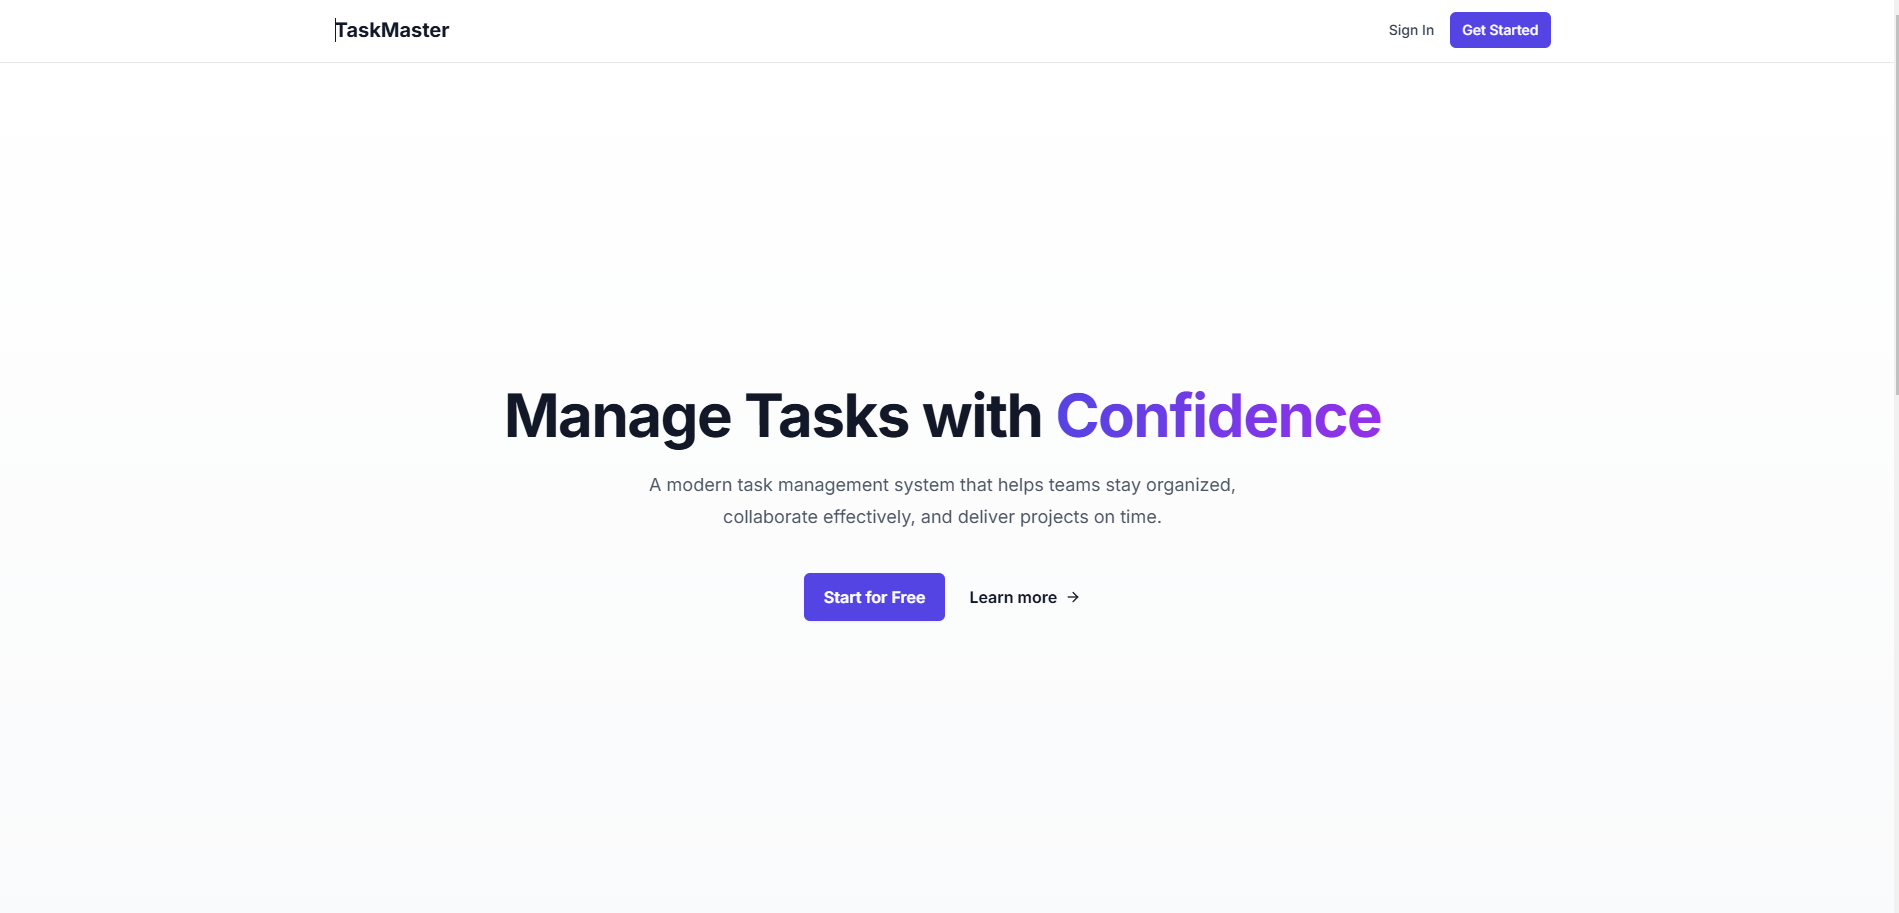 TaskMaster
Sign In
Get Started
Manage Tasks with Confidence
A modern task management system that helps teams stay organized,
collaborate effectively, and deliver projects on time.
Start for Free
Learn more →